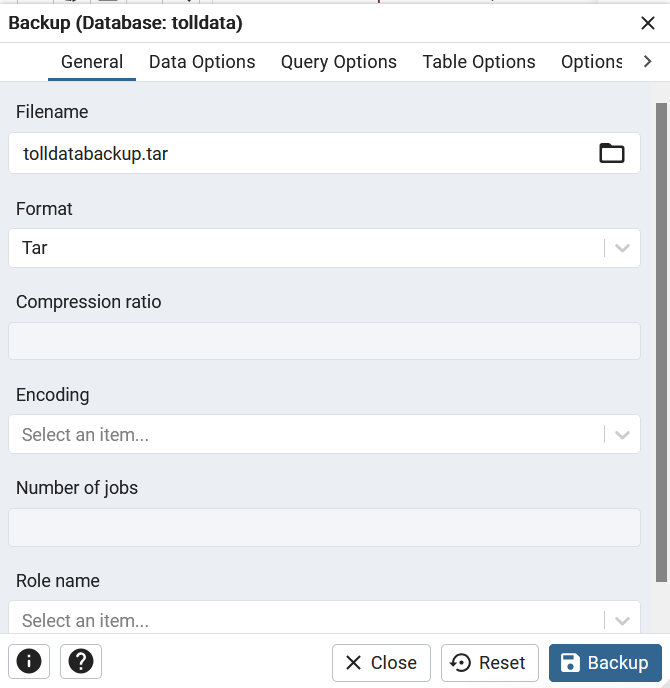 Backup (Database: tolldata)
General Data Options Query Options Table Options Options
Filename
tolldatabackup.tar
Format
Tar
Compression ratio
Encoding
Select an item...
Number of jobs
Role name
Select an item...
Close Reset Backup